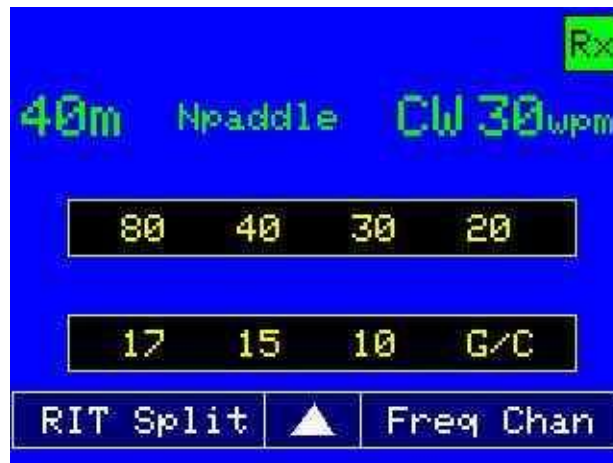 Rx
40m Npaddle CW 30wpm
80 40 30 20
17 15 10 G/C
RIT Split Freq Chan